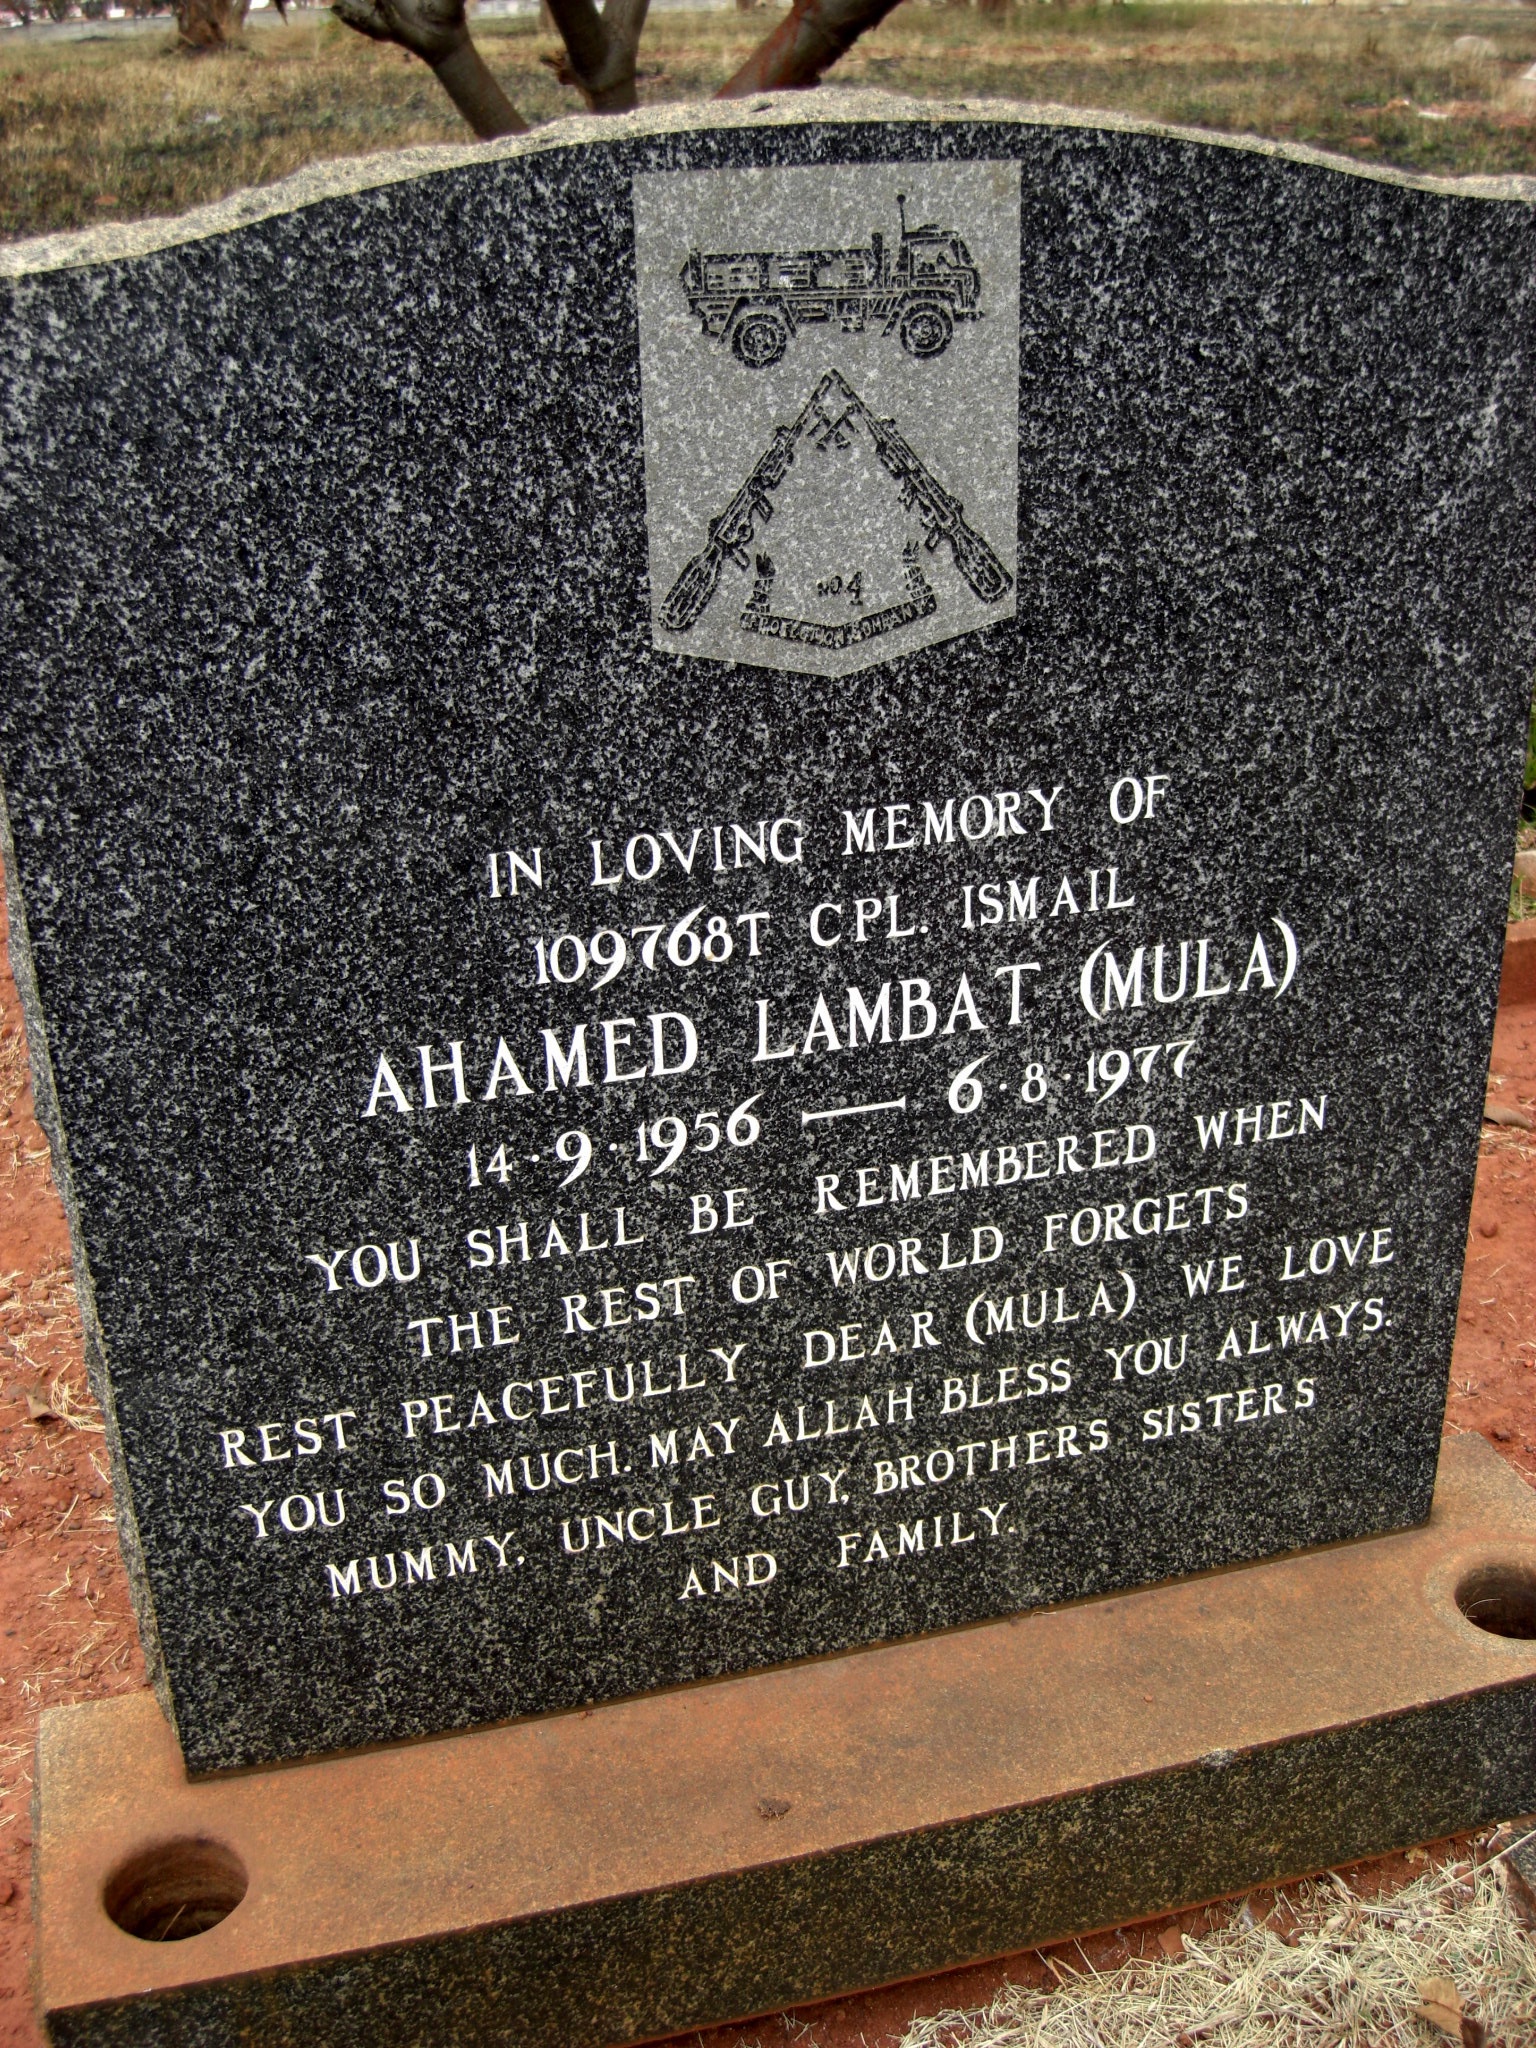 NO 4
PROTECTION COMPANY
IN LOVING MEMORY OF
109768T CPL. ISMAIL
AHAMED LAMBAT (MULA)
14·9·1956 — 6·8·1977
YOU SHALL BE REMEMBERED WHEN
THE REST OF WORLD FORGETS
REST PEACEFULLY DEAR (MULA) WE LOVE
YOU SO MUCH. MAY ALLAH BLESS YOU ALWAYS.
MUMMY, UNCLE GUY, BROTHERS SISTERS
AND FAMILY.